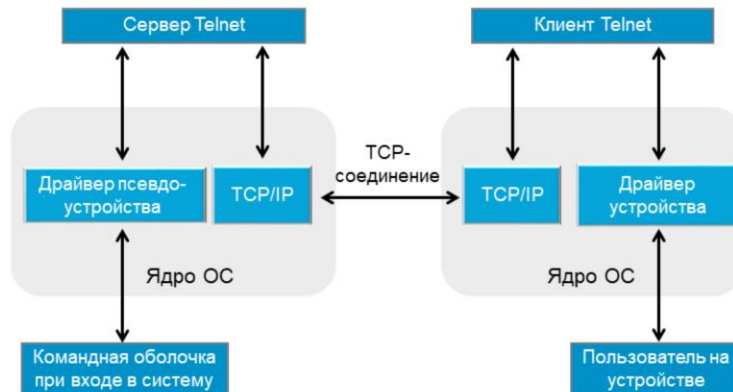 Сервер Telnet
Клиент Telnet
TCP-
соединение
Драйвер псевдо-
устройства
TCP/IP
TCP/IP
Драйвер
устройства
Ядро ОС
Ядро ОС
Командная оболочка
при входе в систему
Пользователь на
устройстве